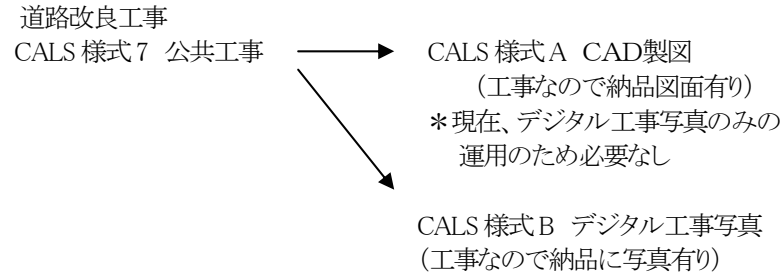 道路改良工事
CALS 様式7 公共工事
CALS 様式A CAD製図
(工事なので納品図面有り)
*現在、デジタル工事写真のみの
運用のため必要なし
CALS 様式B デジタル工事写真
(工事なので納品に写真有り)